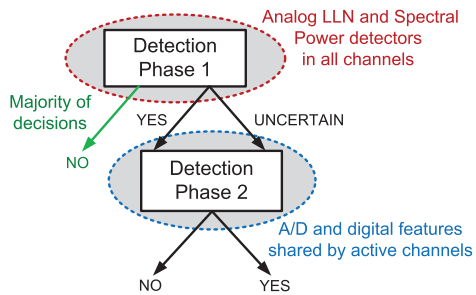 Analog LLN and Spectral
Power detectors
in all channels
Detection
Phase 1
Majority of
decisions
YES
UNCERTAIN
NO
Detection
Phase 2
A/D and digital features
shared by active channels
NO
YES